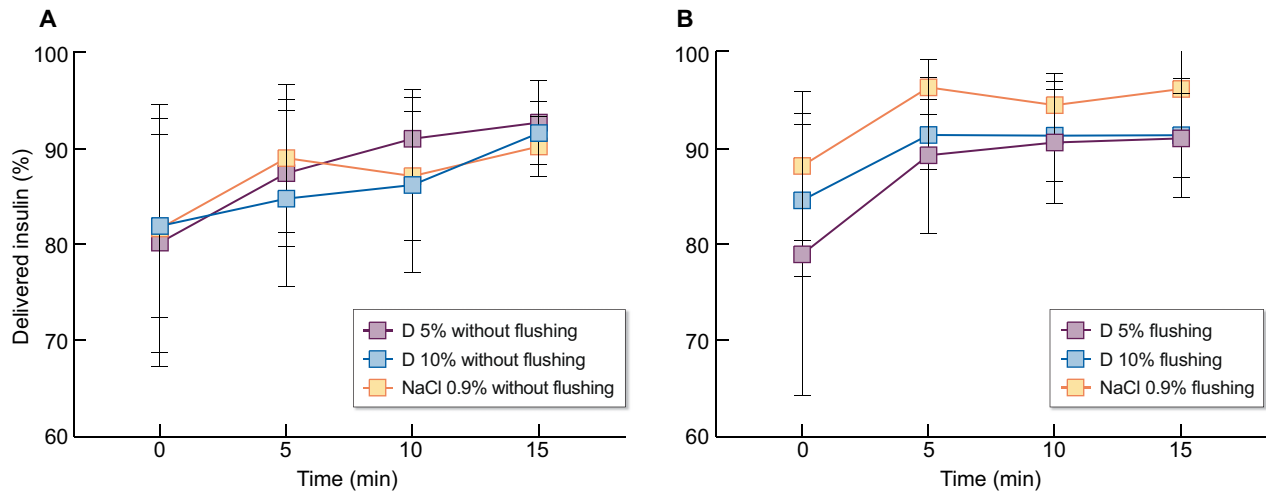 A
Delivered insulin (%)
100
90
80
70
60
0 5 10 15
Time (min)
D 5% without flushing
D 10% without flushing
NaCl 0.9% without flushing
B
100
90
80
70
60
0 5 10 15
Time (min)
D 5% flushing
D 10% flushing
NaCl 0.9% flushing